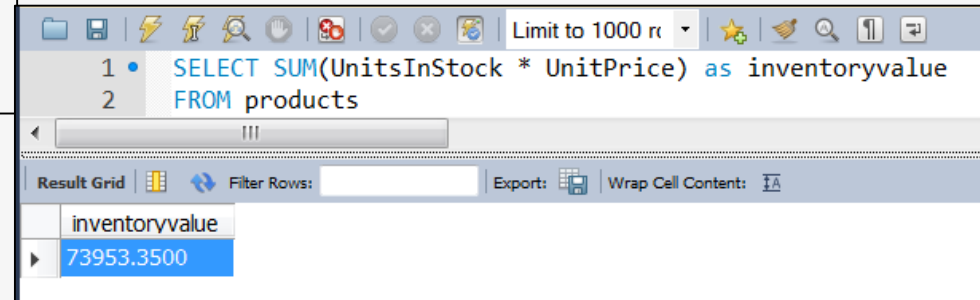 Limit to 1000 r
1 SELECT SUM(UnitsInStock * UnitPrice) as inventoryvalue
2 FROM products
Result Grid Filter Rows: Export: Wrap Cell Content: IA
inventoryvalue
73953.3500